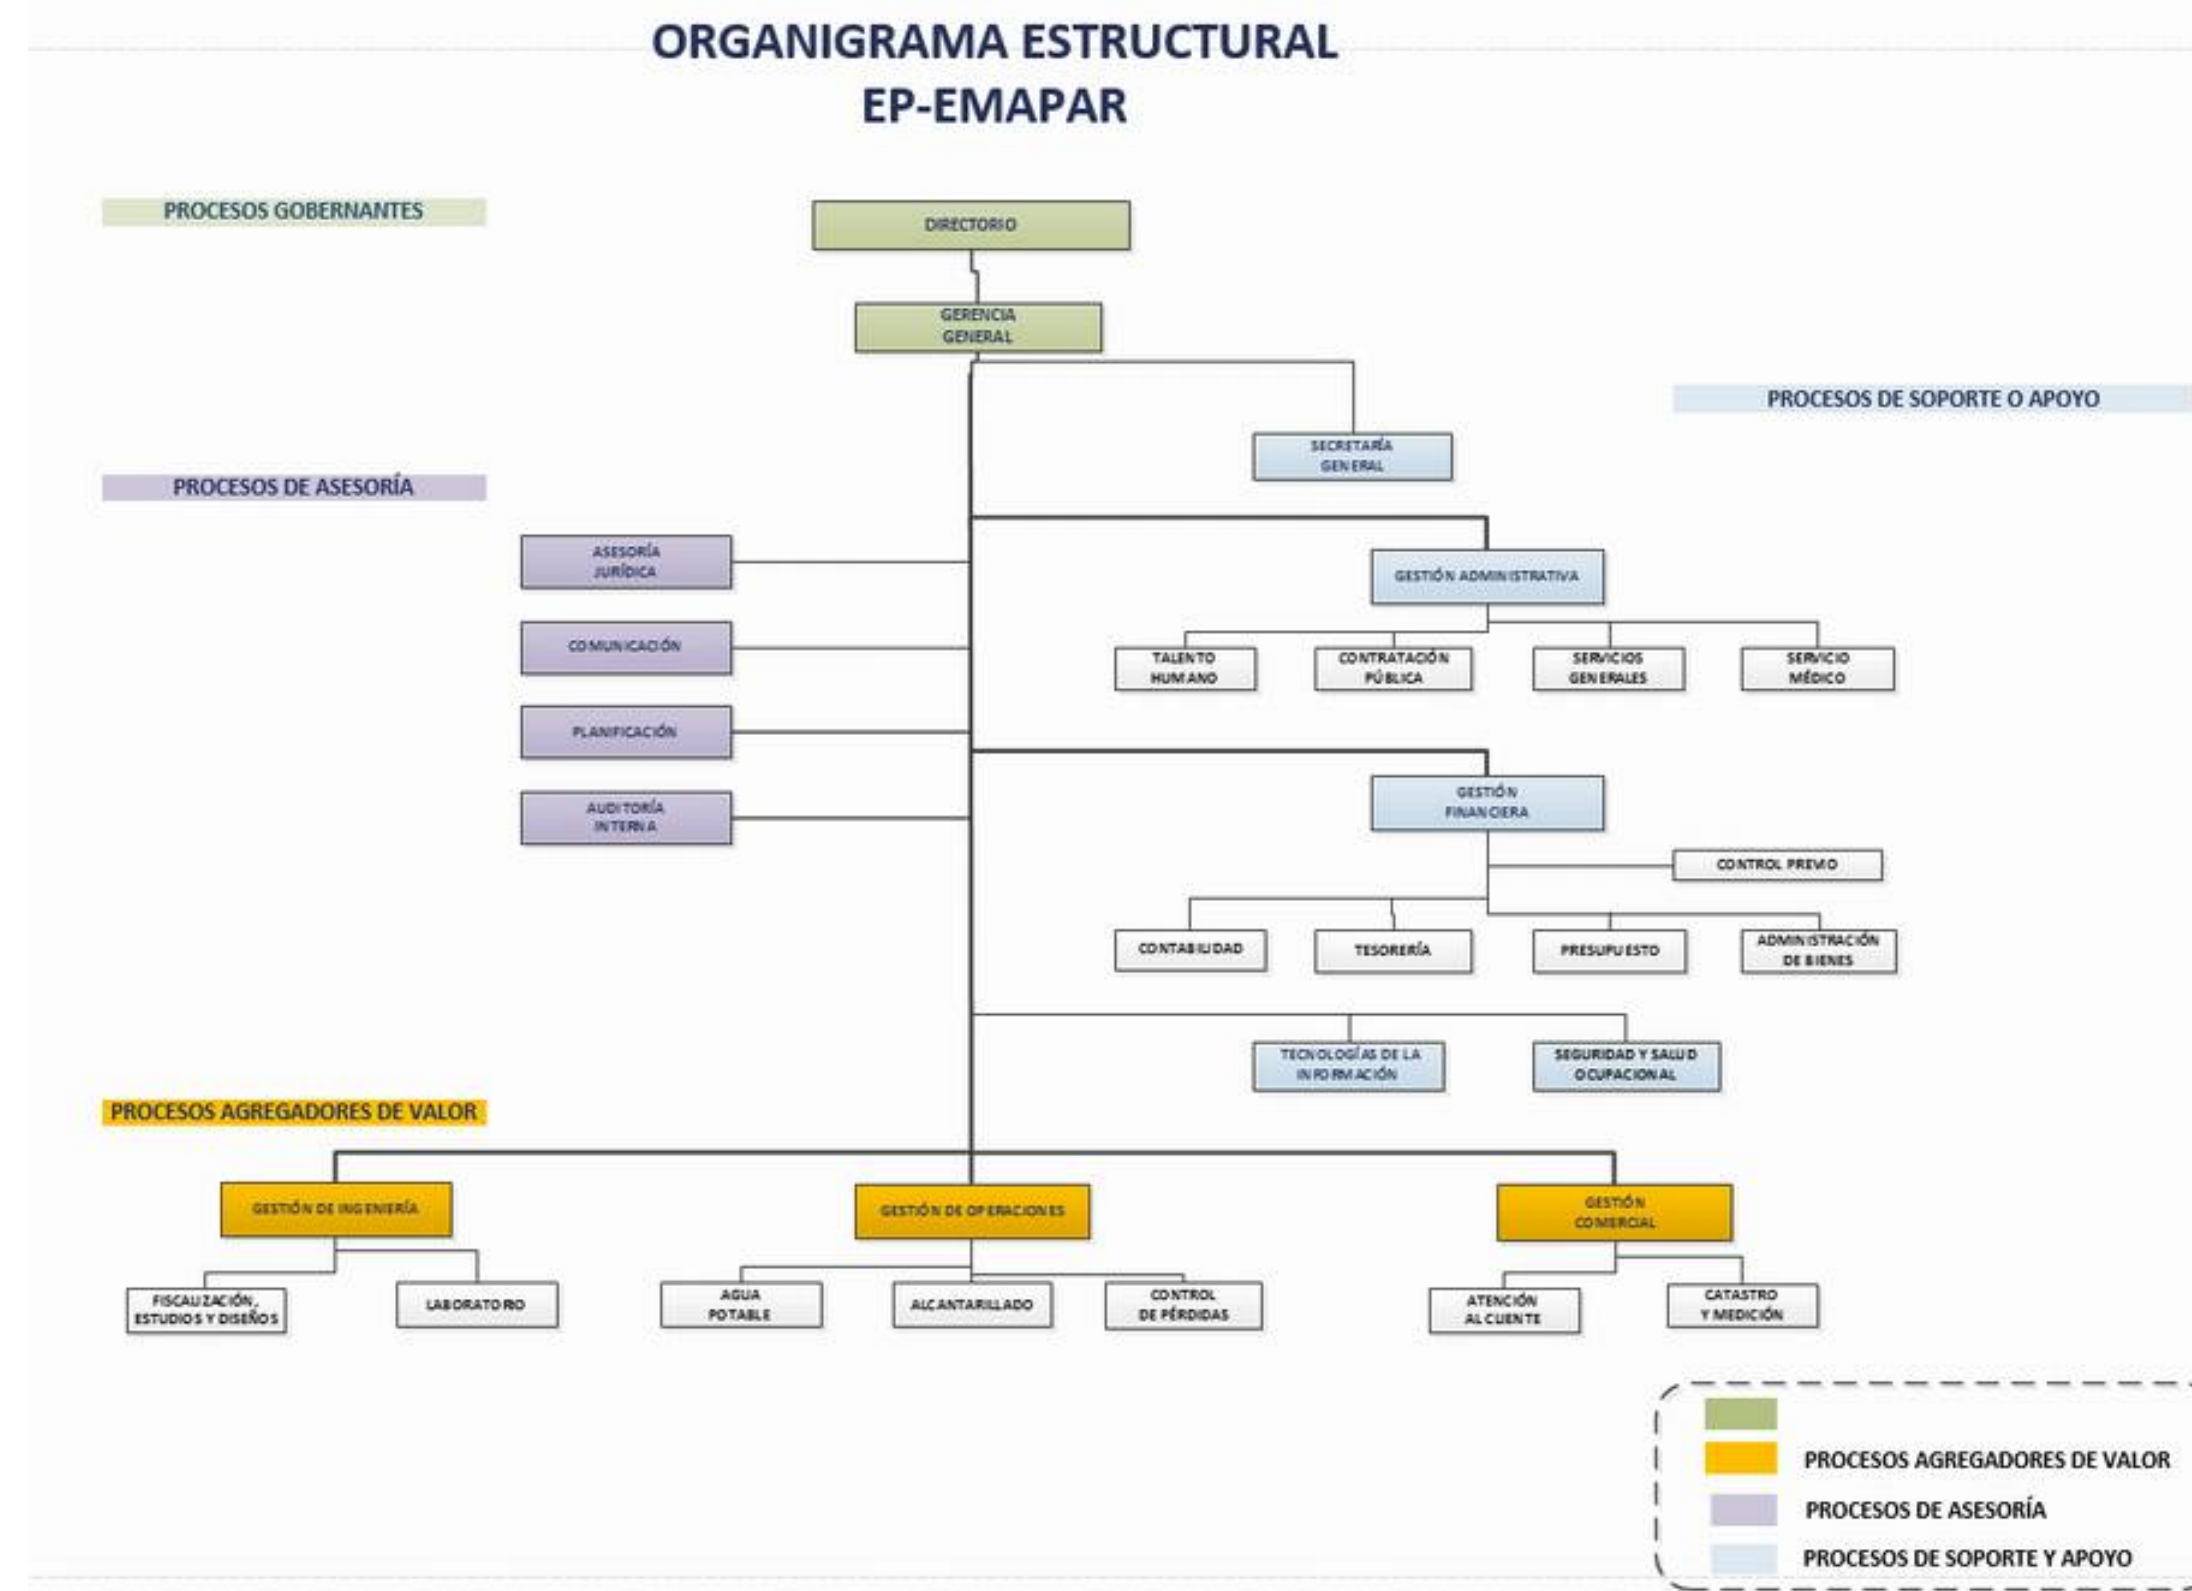 ORGANIGRAMA ESTRUCTURAL
EP-EMAPAR
PROCESOS GOBERNANTES
DIRECTORIO
GERENCIA
GENERAL
PROCESOS DE SOPORTE O APOYO
SECRETARÍA
GENERAL
PROCESOS DE ASESORÍA
ASESORÍA
JURÍDICA
GESTIÓN ADMINISTRATIVA
COMUNICACIÓN
TALENTO
HUMANO
CONTRATACIÓN
PÚBLICA
SERVICIOS
GENERALES
SERVICIO
MÉDICO
PLANIFICACIÓN
AUDITORÍA
INTERNA
GESTIÓN
FINANCIERA
CONTROL PREVIO
CONTABILIDAD
TESORERÍA
PRESUPUESTO
ADMINISTRACIÓN
DE BIENES
TECNOLOGÍAS DE LA
INFORMACIÓN
SEGURIDAD Y SALUD
OCUPACIONAL
PROCESOS AGREGADORES DE VALOR
GESTIÓN DE INGENIERÍA
GESTIÓN DE OPERACIONES
GESTIÓN
COMERCIAL
FISCALIZACIÓN,
ESTUDIOS Y DISEÑOS
LABORATORIO
AGUA
POTABLE
ALCANTARILLADO
CONTROL
DE PÉRDIDAS
ATENCIÓN
AL CLIENTE
CATASTRO
Y MEDICIÓN
PROCESOS AGREGADORES DE VALOR
PROCESOS DE ASESORÍA
PROCESOS DE SOPORTE Y APOYO